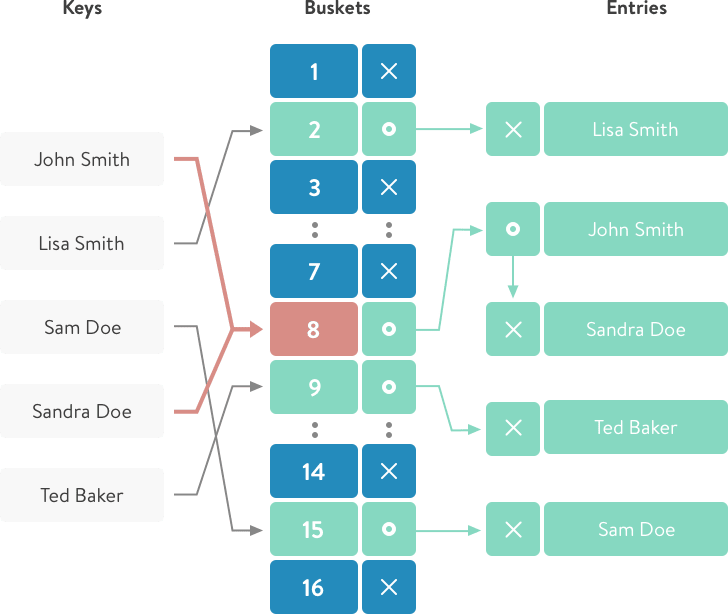 Keys
Buskets
Entries
John Smith
Lisa Smith
Sam Doe
Sandra Doe
Ted Baker
1
2
3
7
8
9
14
15
16
Lisa Smith
John Smith
Sandra Doe
Ted Baker
Sam Doe